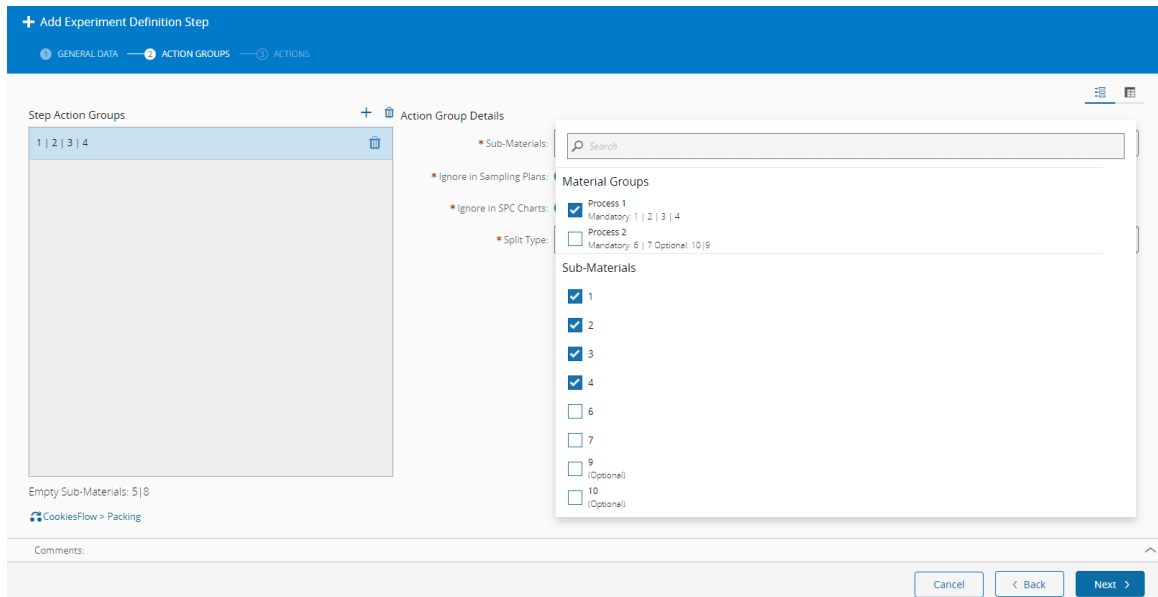 Add Experiment Definition Step
1 GENERAL DATA 2 ACTION GROUPS 3 ACTIONS
Step Action Groups
1 | 2 | 3 | 4
Empty Sub-Materials: 5|8
CookiesFlow > Packing
Action Group Details
* Sub-Materials:
* Ignore in Sampling Plans:
* Ignore in SPC Charts:
* Split Type:
Search
Material Groups
Process 1
Mandatory: 1 | 2 | 3 | 4
Process 2
Mandatory: 6 | 7 Optional: 10|9
Sub-Materials
1
2
3
4
6
7
9
(Optional)
10
(Optional)
Comments:
Cancel
< Back
Next >